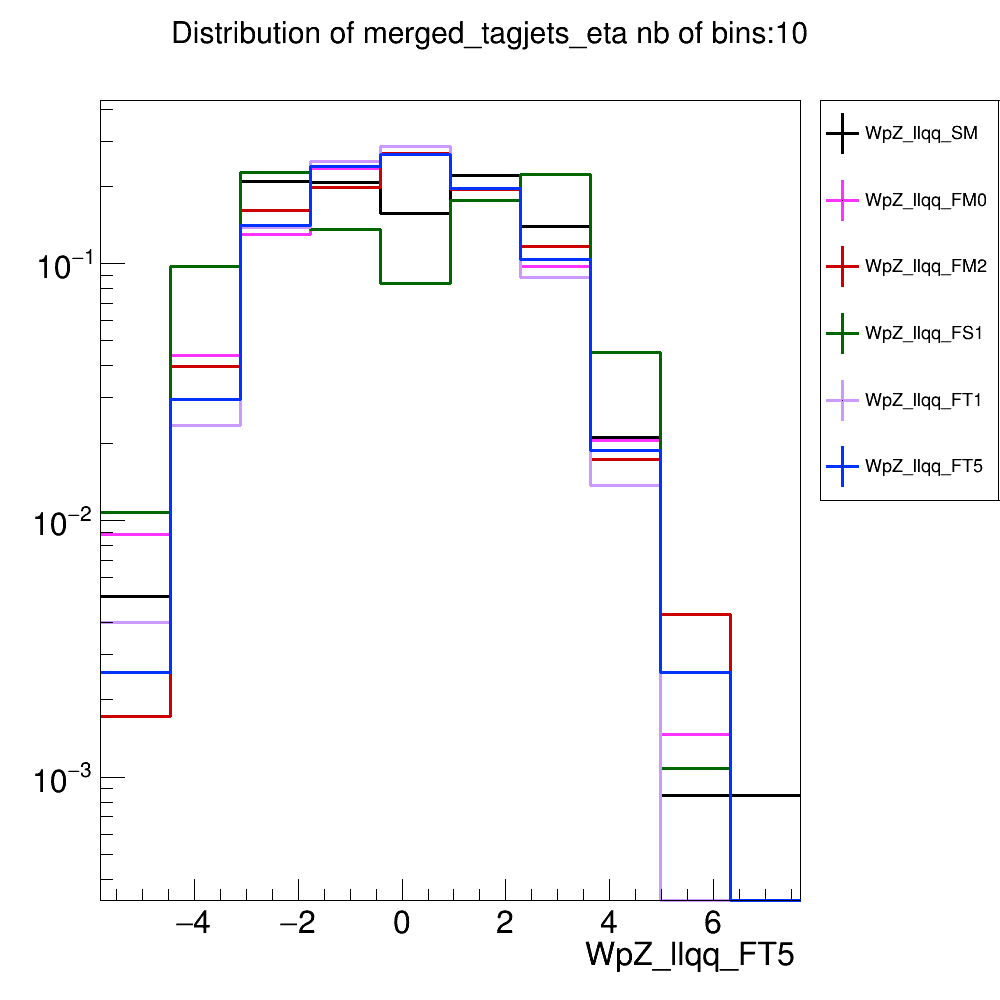 Distribution of merged_tagjets_eta nb of bins:10
WpZ_llqq_SM
WpZ_llqq_FM0
WpZ_llqq_FM2
WpZ_llqq_FS1
WpZ_llqq_FT1
WpZ_llqq_FT5
10⁻¹
10⁻²
10⁻³
−4 −2 0 2 4 6
WpZ_llqq_FT5